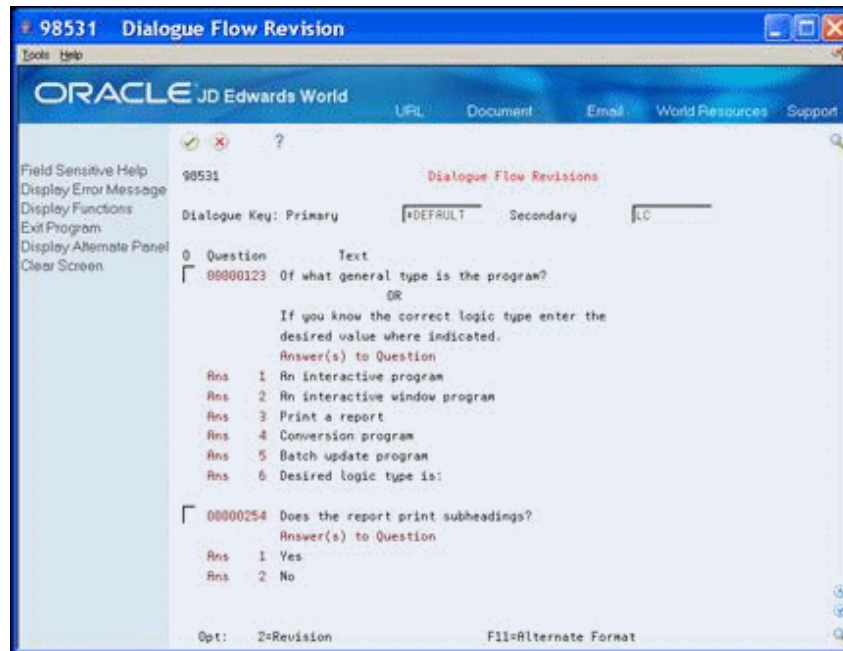 98531 Dialogue Flow Revision
Tools Help
ORACLE JD Edwards World
URL Document Email World Resources Support
?
Field Sensitive Help
Display Error Message
Display Functions
Exit Program
Display Alternate Panel
Clear Screen
98531 Dialogue Flow Revisions
Dialogue Key: Primary *DEFAULT Secondary LC
O Question Text
00000123 Of what general type is the program?
OR
If you know the correct logic type enter the
desired value where indicated.
Answer(s) to Question
Ans 1 An interactive program
Ans 2 An interactive window program
Ans 3 Print a report
Ans 4 Conversion program
Ans 5 Batch update program
Ans 6 Desired logic type is:
00000254 Does the report print subheadings?
Answer(s) to Question
Ans 1 Yes
Ans 2 No
Opt: 2=Revision F11=Alternate Format